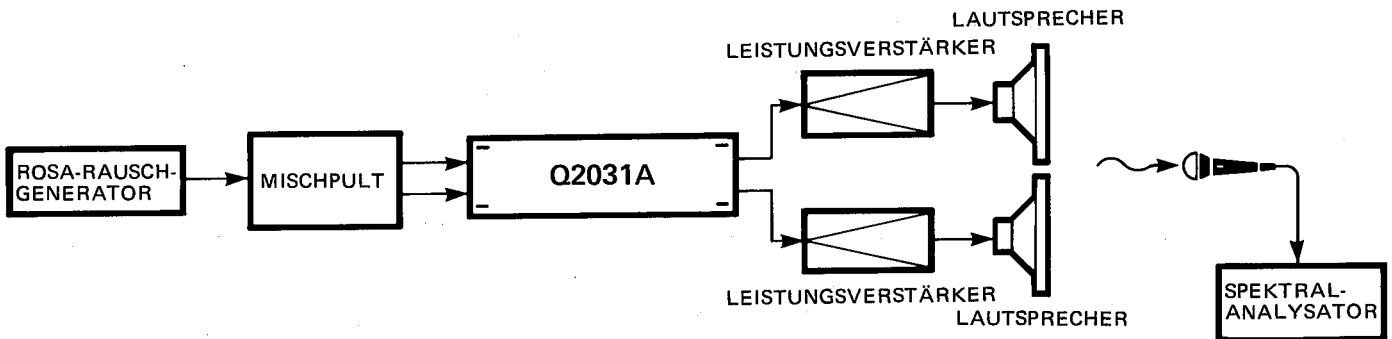 ROSA-RAUSCH-
GENERATOR
MISCHPULT
Q2031A
LEISTUNGSVERSTÄRKER
LAUTSPRECHER
LEISTUNGSVERSTÄRKER
LAUTSPRECHER
SPEKTRAL-
ANALYSATOR